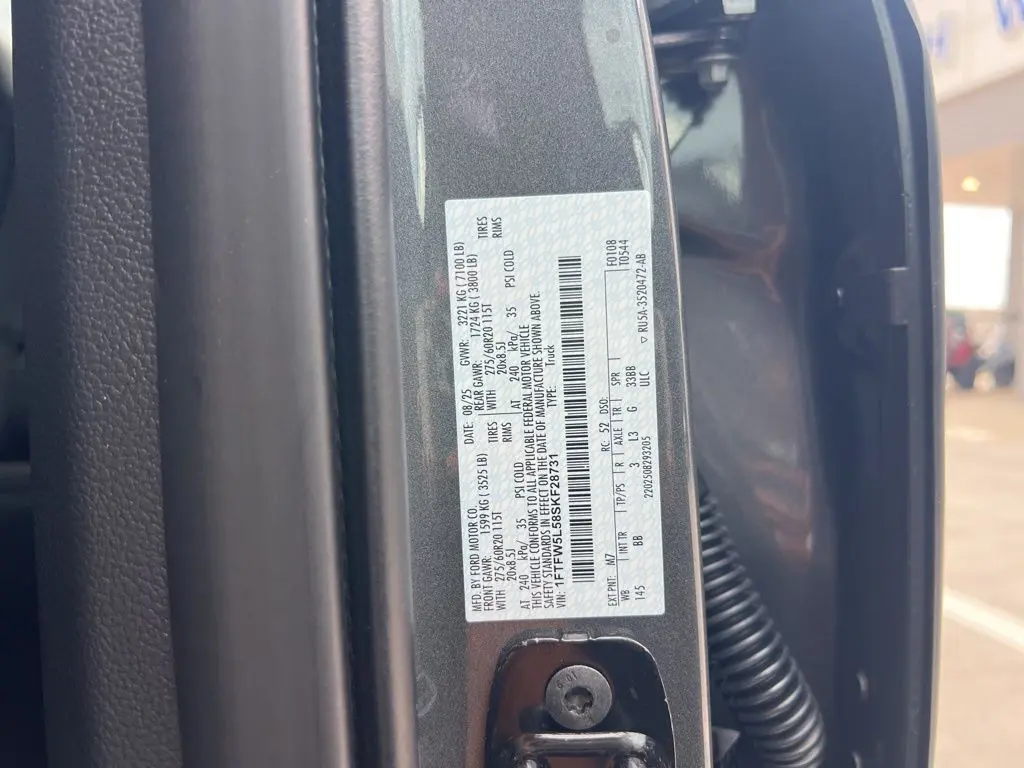 MFD. BY FORD MOTOR CO. DATE: 08/25 GVWR: 3221 KG ( 7100 LB)
FRONT GAWR: 1599 KG ( 3525 LB) REAR GAWR: 1724 KG ( 3800 LB)
WITH 275/60R20 115T TIRES WITH 275/60R20 115T TIRES
20x8.5J RIMS 20x8.5J RIMS
AT 240 kPa/ 35 PSI COLD AT 240 kPa/ 35 PSI COLD
THIS VEHICLE CONFORMS TO ALL APPLICABLE FEDERAL MOTOR VEHICLE
SAFETY STANDARDS IN EFFECT ON THE DATE OF MANUFACTURE SHOWN ABOVE.
VIN: 1FTFW5L58SKF28731 TYPE: Truck
F0108
EXT PNT: M7 RC: 52 DSO: T0544
WB INT TR TP/PS R AXLE TR SPR
145 BB 3 L3 G 33BB
ULC
2202508293205 ▽ RU5A-3520472-AB